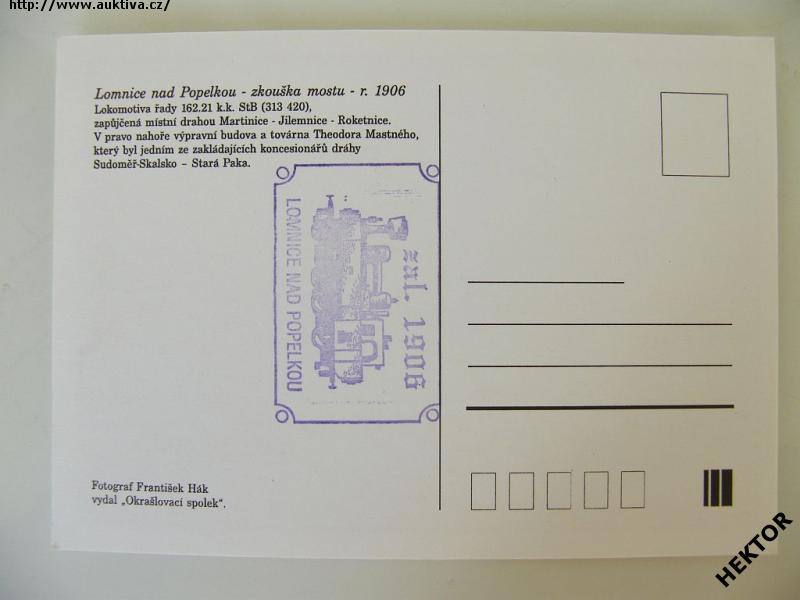 http://www.auktiva.cz/
Lomnice nad Popelkou - zkouška mostu - r. 1906
Lokomotiva řady 162.21 k.k. StB (313 420),
zapůjčená místní drahou Martinice - Jilemnice - Roketnice.
V pravo nahoře výpravní budova a továrna Theodora Mastného,
který byl jedním ze zakládajících koncesionářů dráhy
Sudoměř-Skalsko – Stará Paka.
zal. 1906
LOMNICE NAD POPELKOU
Fotograf František Hák
vydal „Okrašlovací spolek“.
HEKTOR